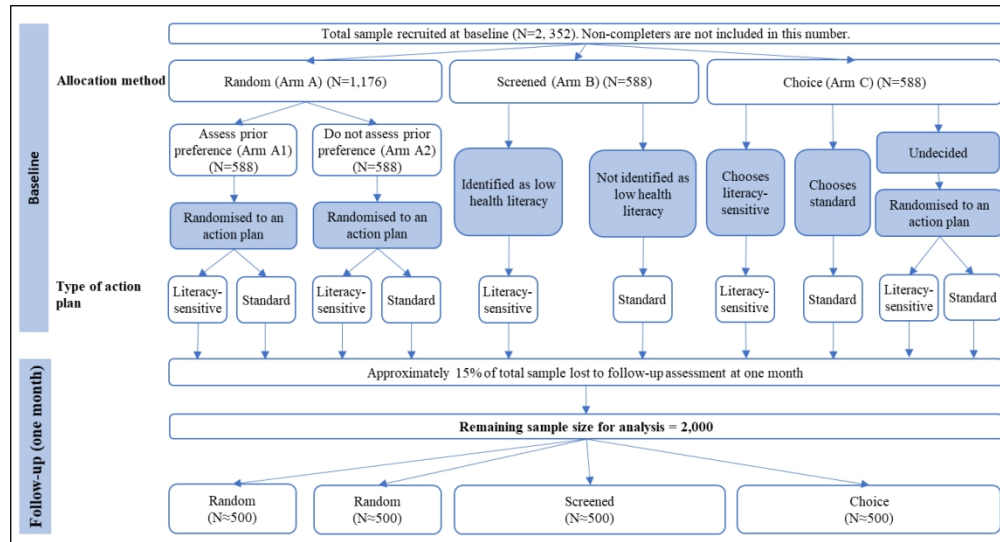 Total sample recruited at baseline (N=2, 352). Non-completers are not included in this number.
Allocation method
Random (Arm A) (N=1,176)
Screened (Arm B) (N=588)
Choice (Arm C) (N=588)
Baseline
Assess prior
preference (Arm A1)
(N=588)
Do not assess prior
preference (Arm A2)
(N=588)
Identified as low
health literacy
Not identified as
low health
literacy
Chooses
literacy-
sensitive
Chooses
standard
Undecided
Randomised to an
action plan
Randomised to an
action plan
Randomised to an
action plan
Type of action
plan
Literacy-
sensitive
Standard
Literacy-
sensitive
Standard
Literacy-
sensitive
Standard
Literacy-
sensitive
Standard
Literacy-
sensitive
Standard
Follow-up (one month)
Approximately 15% of total sample lost to follow-up assessment at one month
Remaining sample size for analysis = 2,000
Random
(N≈500)
Random
(N≈500)
Screened
(N≈500)
Choice
(N≈500)